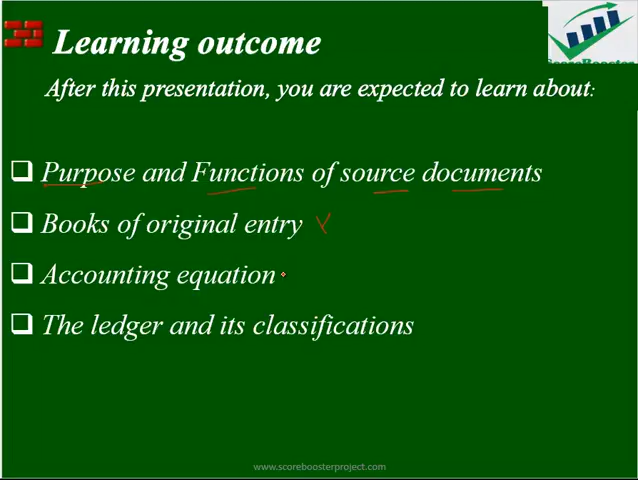 Learning outcome
After this presentation, you are expected to learn about:
Purpose and Functions of source documents
Books of original entry
Accounting equation
The ledger and its classifications
www.scoreboosterproject.com